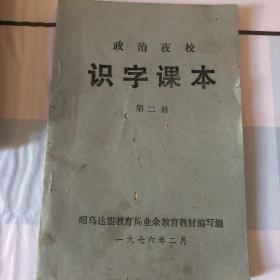 政治夜校
识字课本
第二册
昭乌达盟教育局业余教育教材编写组
一九七六年二月